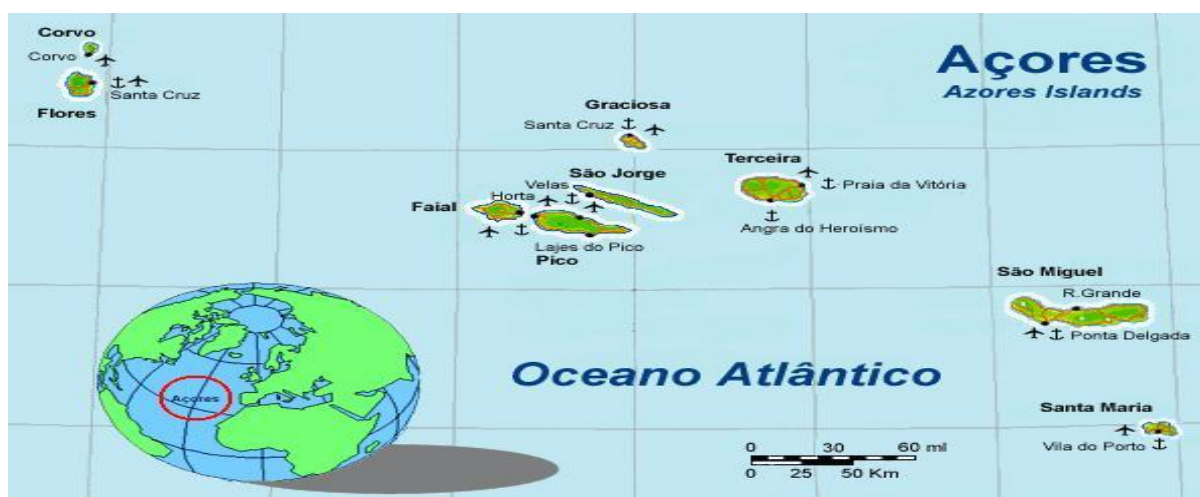 Corvo
Corvo
Santa Cruz
Flores
Graciosa
Santa Cruz
Açores
Azores Islands
Terceira
São Jorge
Velas
Horta
Praia da Vitória
Faial
Angra do Heroísmo
Lajes do Pico
Pico
São Miguel
R.Grande
Ponta Delgada
Oceano Atlântico
Açores
Santa Maria
Vila do Porto
0 30 60 ml
0 25 50 Km